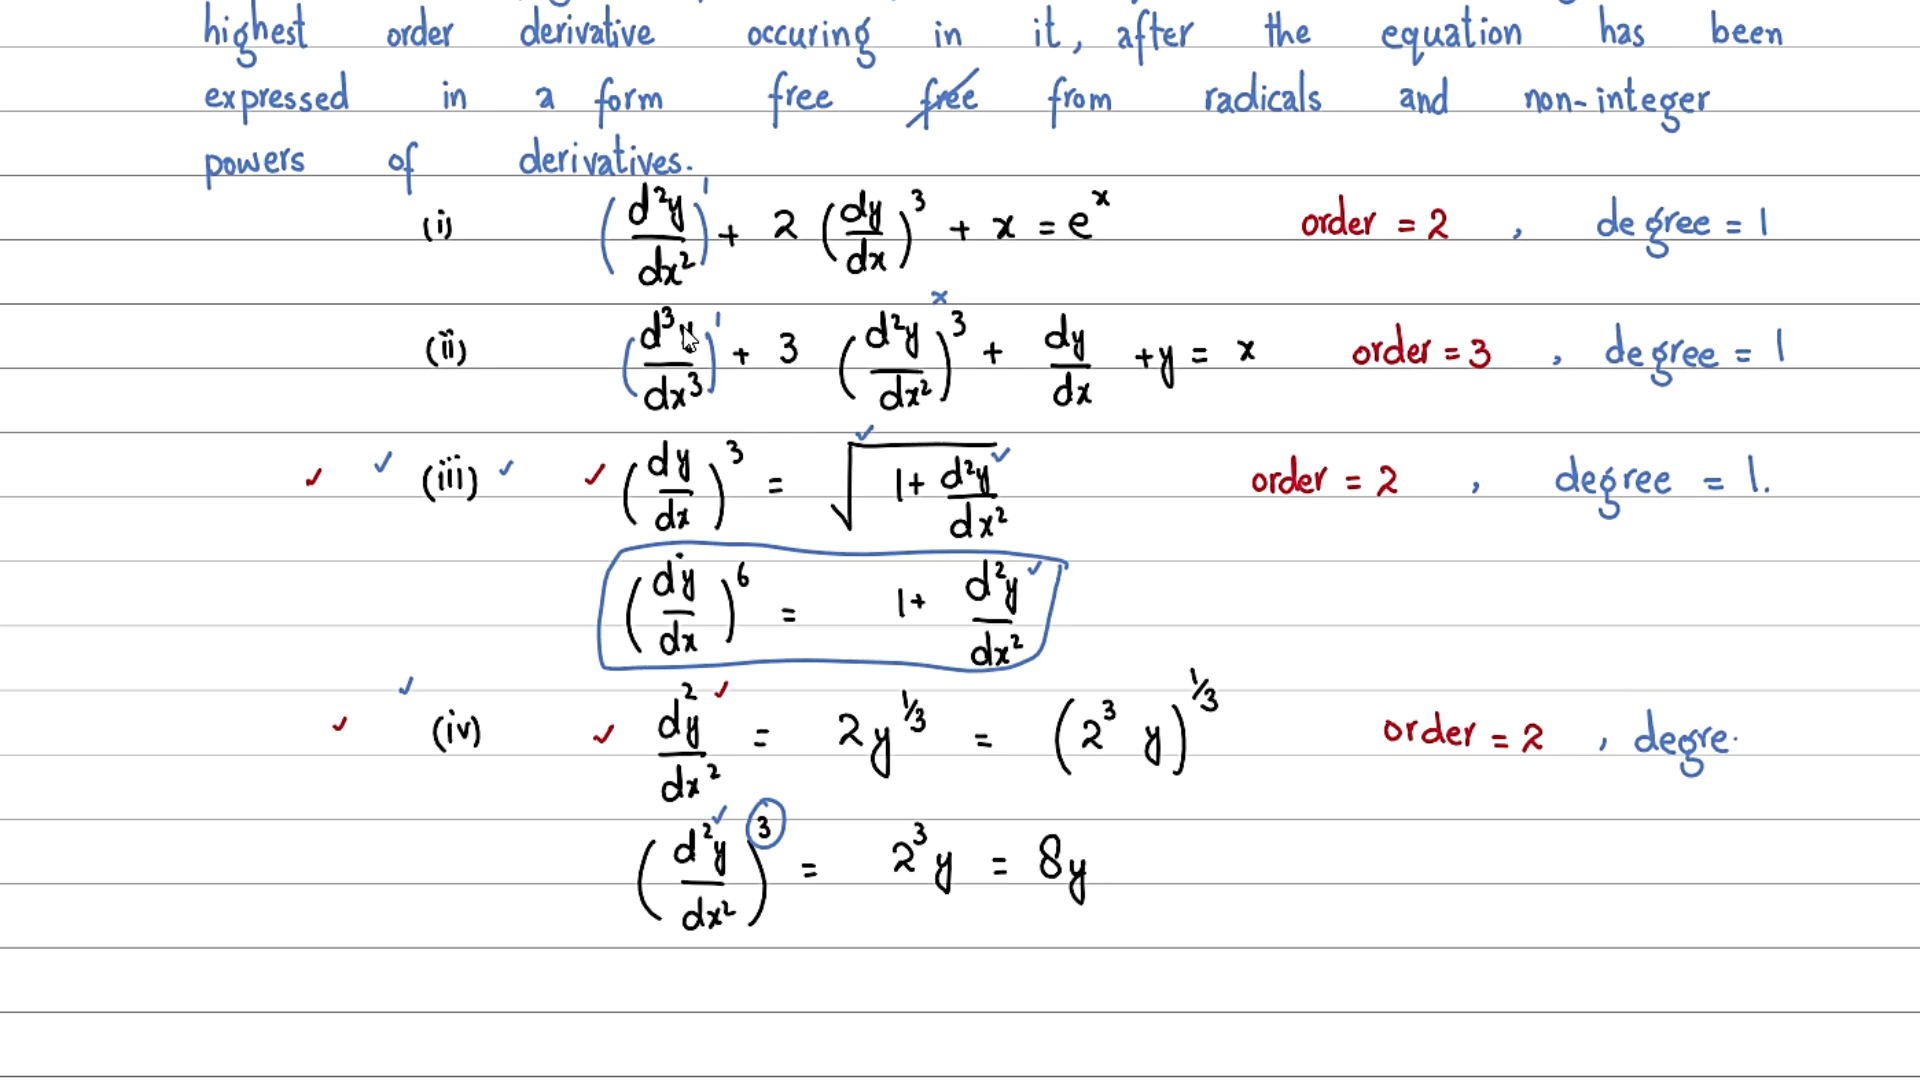 highest order derivative occuring in it, after the equation has been
expressed in a form free free from radicals and non-integer
powers of derivatives.
(i) (d²y/dx²)¹ + 2 (dy/dx)³ + x = eˣ order = 2 , degree = 1
(ii) (d³y/dx³)¹ + 3 (d²y/dx²)³ + dy/dx + y = x order = 3 , degree = 1
(iii) (dy/dx)³ = √(1 + d²y/dx²) order = 2 , degree = 1.
(dy/dx)⁶ = 1 + d²y/dx²
(iv) d²y/dx² = 2y^(1/3) = (2³ y)^(1/3) order = 2 , degre.
(d²y/dx²)³ = 2³y = 8y